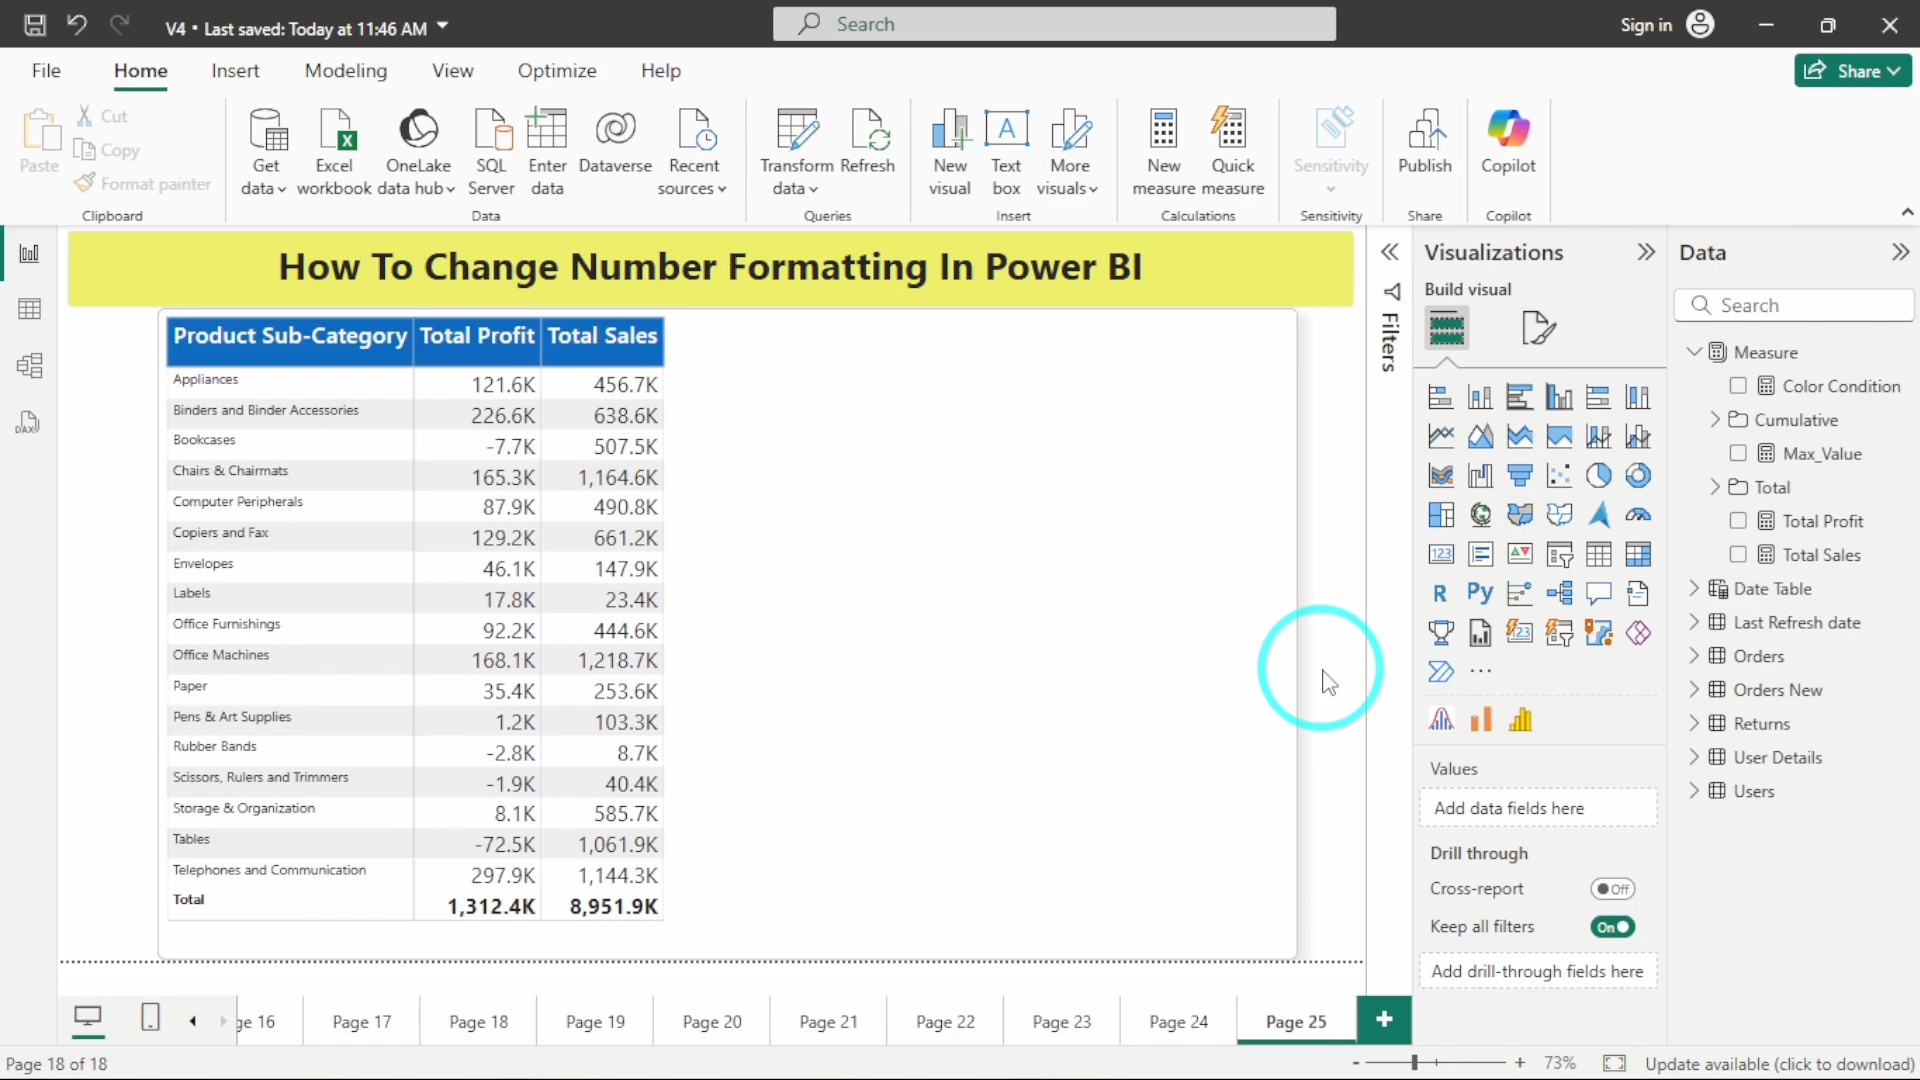 V4 • Last saved: Today at 11:46 AM
Search
Sign in
File Home Insert Modeling View Optimize Help
Share
Paste
Cut
Copy
Format painter
Clipboard
Get data
Excel workbook
OneLake data hub
SQL Server
Enter data
Dataverse
Recent sources
Data
Transform data
Refresh
Queries
New visual
Text box
More visuals
Insert
New measure
Quick measure
Calculations
Sensitivity
Sensitivity
Publish
Share
Copilot
Copilot
How To Change Number Formatting In Power BI
Product Sub-Category Total Profit Total Sales
Appliances 121.6K 456.7K
Binders and Binder Accessories 226.6K 638.6K
Bookcases -7.7K 507.5K
Chairs & Chairmats 165.3K 1,164.6K
Computer Peripherals 87.9K 490.8K
Copiers and Fax 129.2K 661.2K
Envelopes 46.1K 147.9K
Labels 17.8K 23.4K
Office Furnishings 92.2K 444.6K
Office Machines 168.1K 1,218.7K
Paper 35.4K 253.6K
Pens & Art Supplies 1.2K 103.3K
Rubber Bands -2.8K 8.7K
Scissors, Rulers and Trimmers -1.9K 40.4K
Storage & Organization 8.1K 585.7K
Tables -72.5K 1,061.9K
Telephones and Communication 297.9K 1,144.3K
Total 1,312.4K 8,951.9K
DAX
Filters
Visualizations
Build visual
123
R
Py
123
Values
Add data fields here
Drill through
Cross-report Off
Keep all filters On
Add drill-through fields here
Data
Search
Measure
Color Condition
Cumulative
Max_Value
Total
Total Profit
Total Sales
Date Table
Last Refresh date
Orders
Orders New
Returns
User Details
Users
ge 16 Page 17 Page 18 Page 19 Page 20 Page 21 Page 22 Page 23 Page 24 Page 25 +
Page 18 of 18
- + 73%
Update available (click to download)